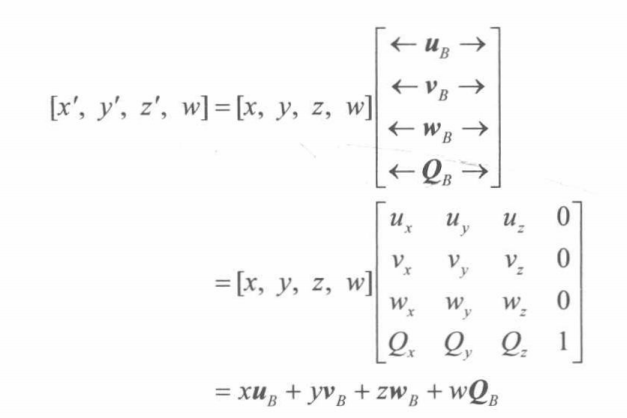 [x′, y′, z′, w] = [x, y, z, w] [← u_B →
← v_B →
← w_B →
← Q_B →]
= [x, y, z, w] [u_x u_y u_z 0
v_x v_y v_z 0
w_x w_y w_z 0
Q_x Q_y Q_z 1]
= xu_B + yv_B + zw_B + wQ_B